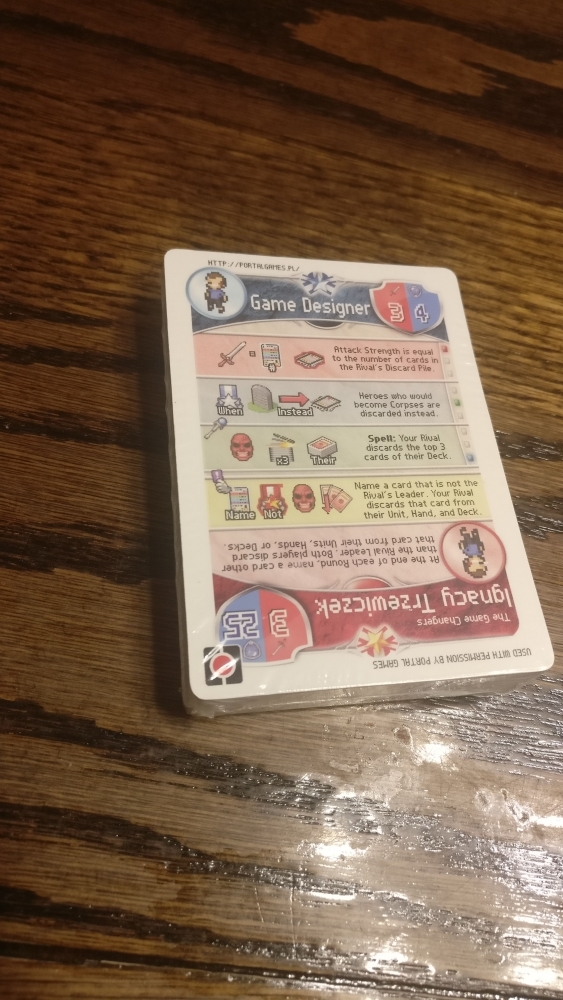 HTTP://PORTALGAMES.PL/
Game Designer
3 4
Attack Strength is equal
to the number of cards in
the Rival's Discard Pile.
When
Instead
Heroes who would
become Corpses are
discarded instead.
x3
Their
Spell: Your Rival
discards the top 3
cards of their Deck.
Name
Not
Name a card that is not the
Rival's Leader. Your Rival
discards that card from
their Unit, Hand, and Deck.
USED WITH PERMISSION BY PORTAL GAMES
The Game Changers
Ignacy Trzewiczek
3 25
At the end of each Round, name a card other
than the Rival Leader. Both players discard
that card from their Units, Hands, or Decks.